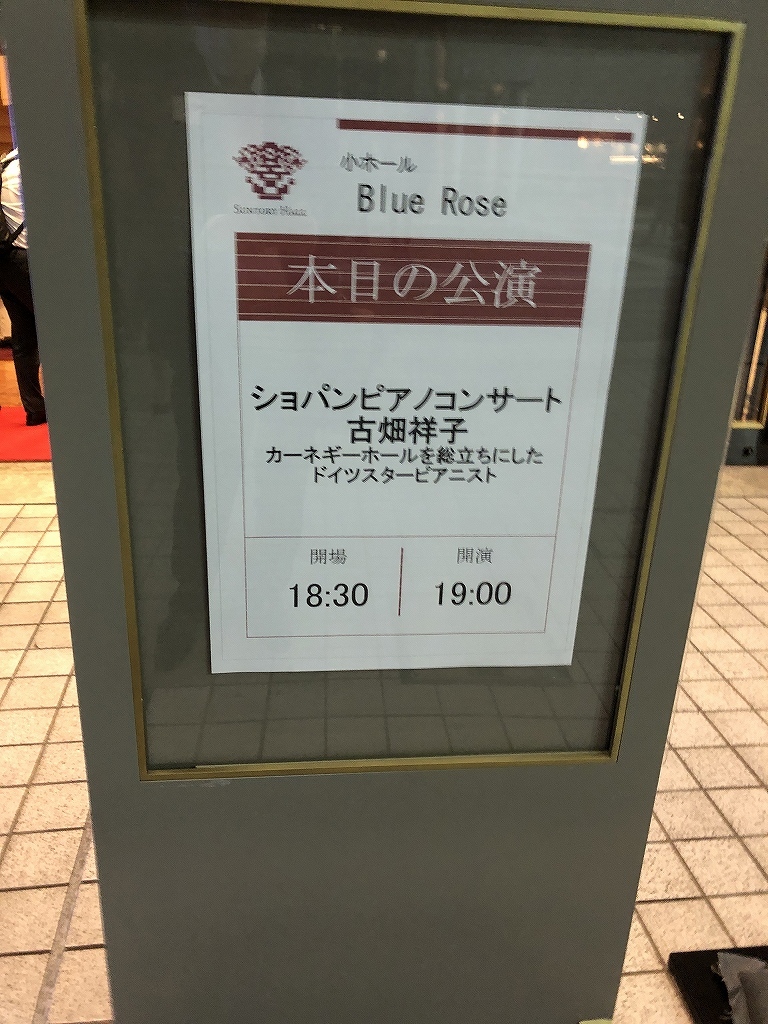 SUNTORY HALL
小ホール
Blue Rose
本日の公演
ショパンピアノコンサート
古畑祥子
カーネギーホールを総立ちにした
ドイツスターピアニスト
開場
18:30
開演
19:00